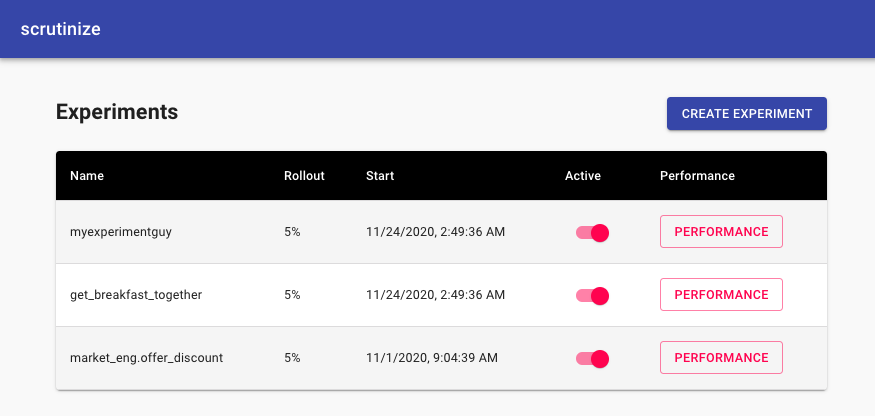 scrutinize
Experiments
CREATE EXPERIMENT
Name Rollout Start Active Performance
myexperimentguy 5% 11/24/2020, 2:49:36 AM PERFORMANCE
get_breakfast_together 5% 11/24/2020, 2:49:36 AM PERFORMANCE
market_eng.offer_discount 5% 11/1/2020, 9:04:39 AM PERFORMANCE